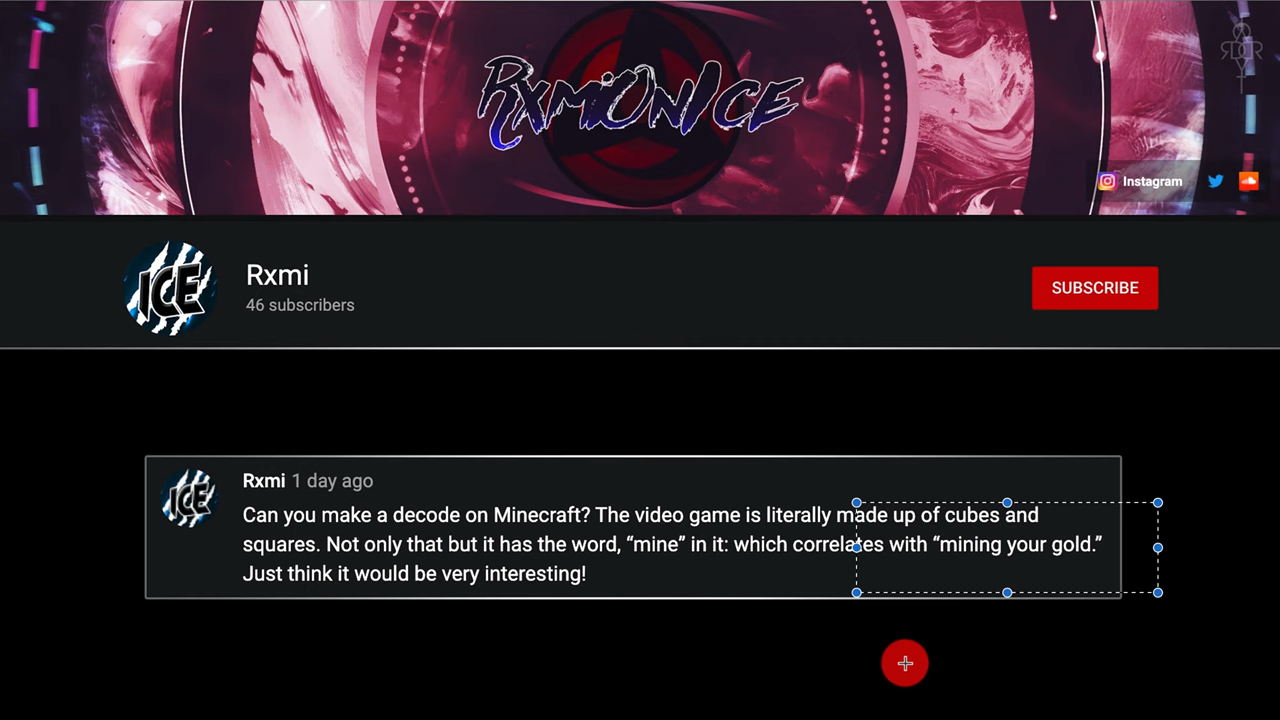 RxmiOnIce
Instagram
Rxmi
46 subscribers
SUBSCRIBE
ICE
ICE
Rxmi 1 day ago
Can you make a decode on Minecraft? The video game is literally made up of cubes and
squares. Not only that but it has the word, “mine” in it: which correlates with “mining your gold.”
Just think it would be very interesting!